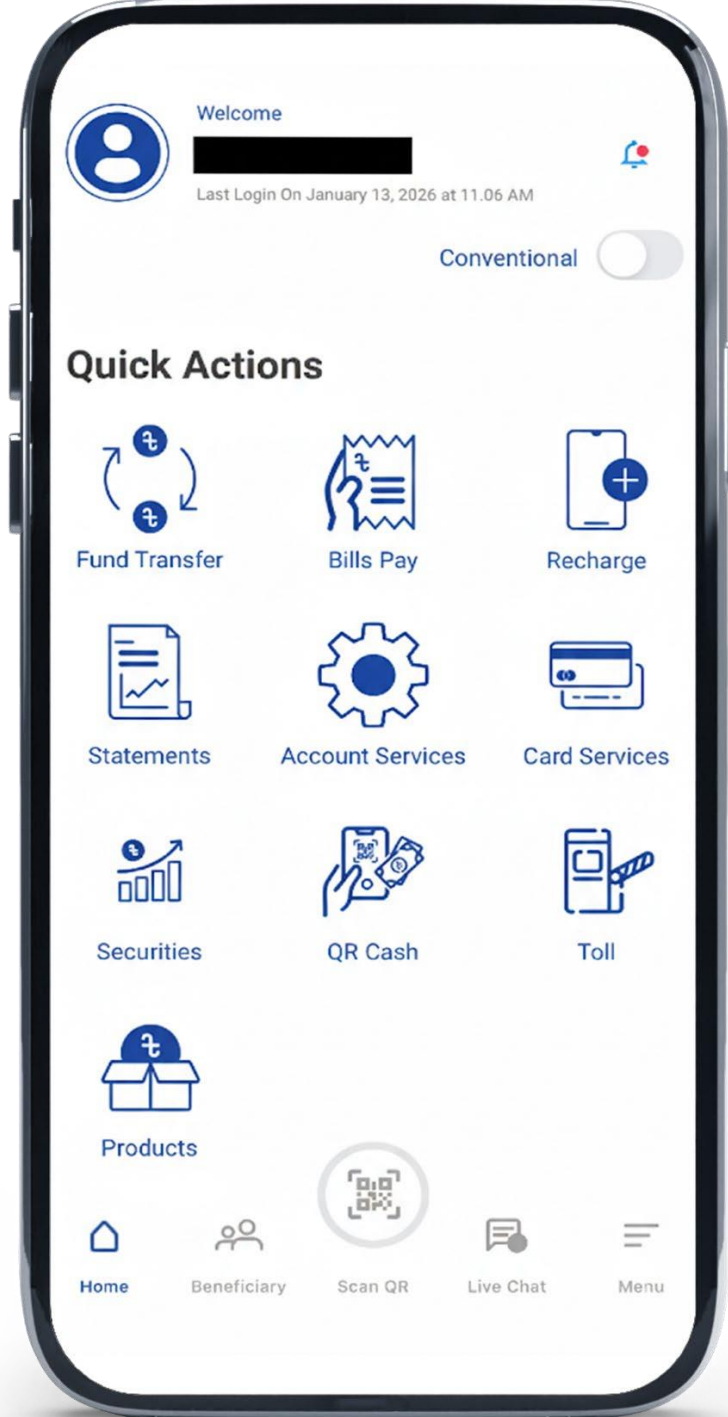 Welcome
Last Login On January 13, 2026 at 11.06 AM
Conventional
Quick Actions
Fund Transfer
Bills Pay
Recharge
Statements
Account Services
Card Services
Securities
QR Cash
Toll
Products
Home
Beneficiary
Scan QR
Live Chat
Menu